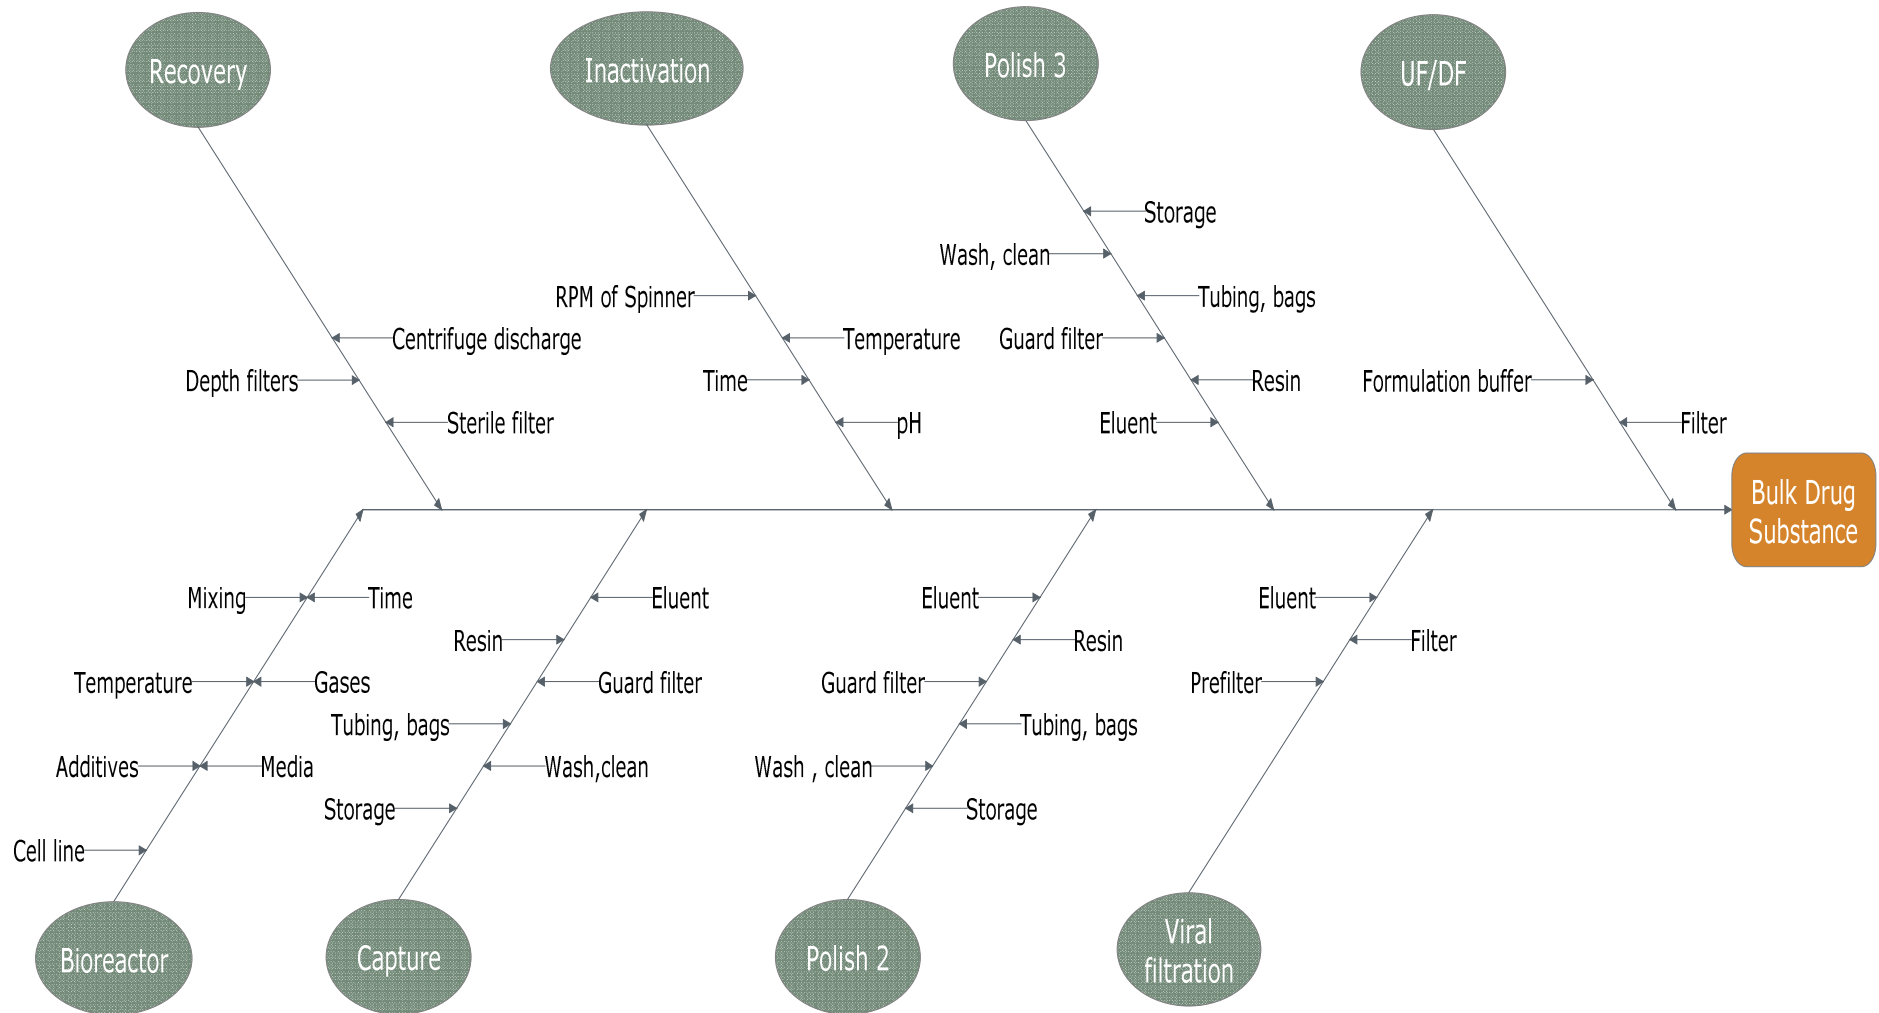 Recovery
Inactivation
Polish 3
UF/DF
Storage
Wash, clean
RPM of Spinner
Tubing, bags
Centrifuge discharge
Temperature
Guard filter
Depth filters
Time
Resin
Formulation buffer
Sterile filter
pH
Eluent
Filter
Bulk Drug
Substance
Mixing
Time
Eluent
Eluent
Eluent
Resin
Resin
Filter
Temperature
Gases
Guard filter
Guard filter
Prefilter
Tubing, bags
Tubing, bags
Additives
Media
Wash,clean
Wash , clean
Storage
Storage
Cell line
Bioreactor
Capture
Polish 2
Viral
filtration